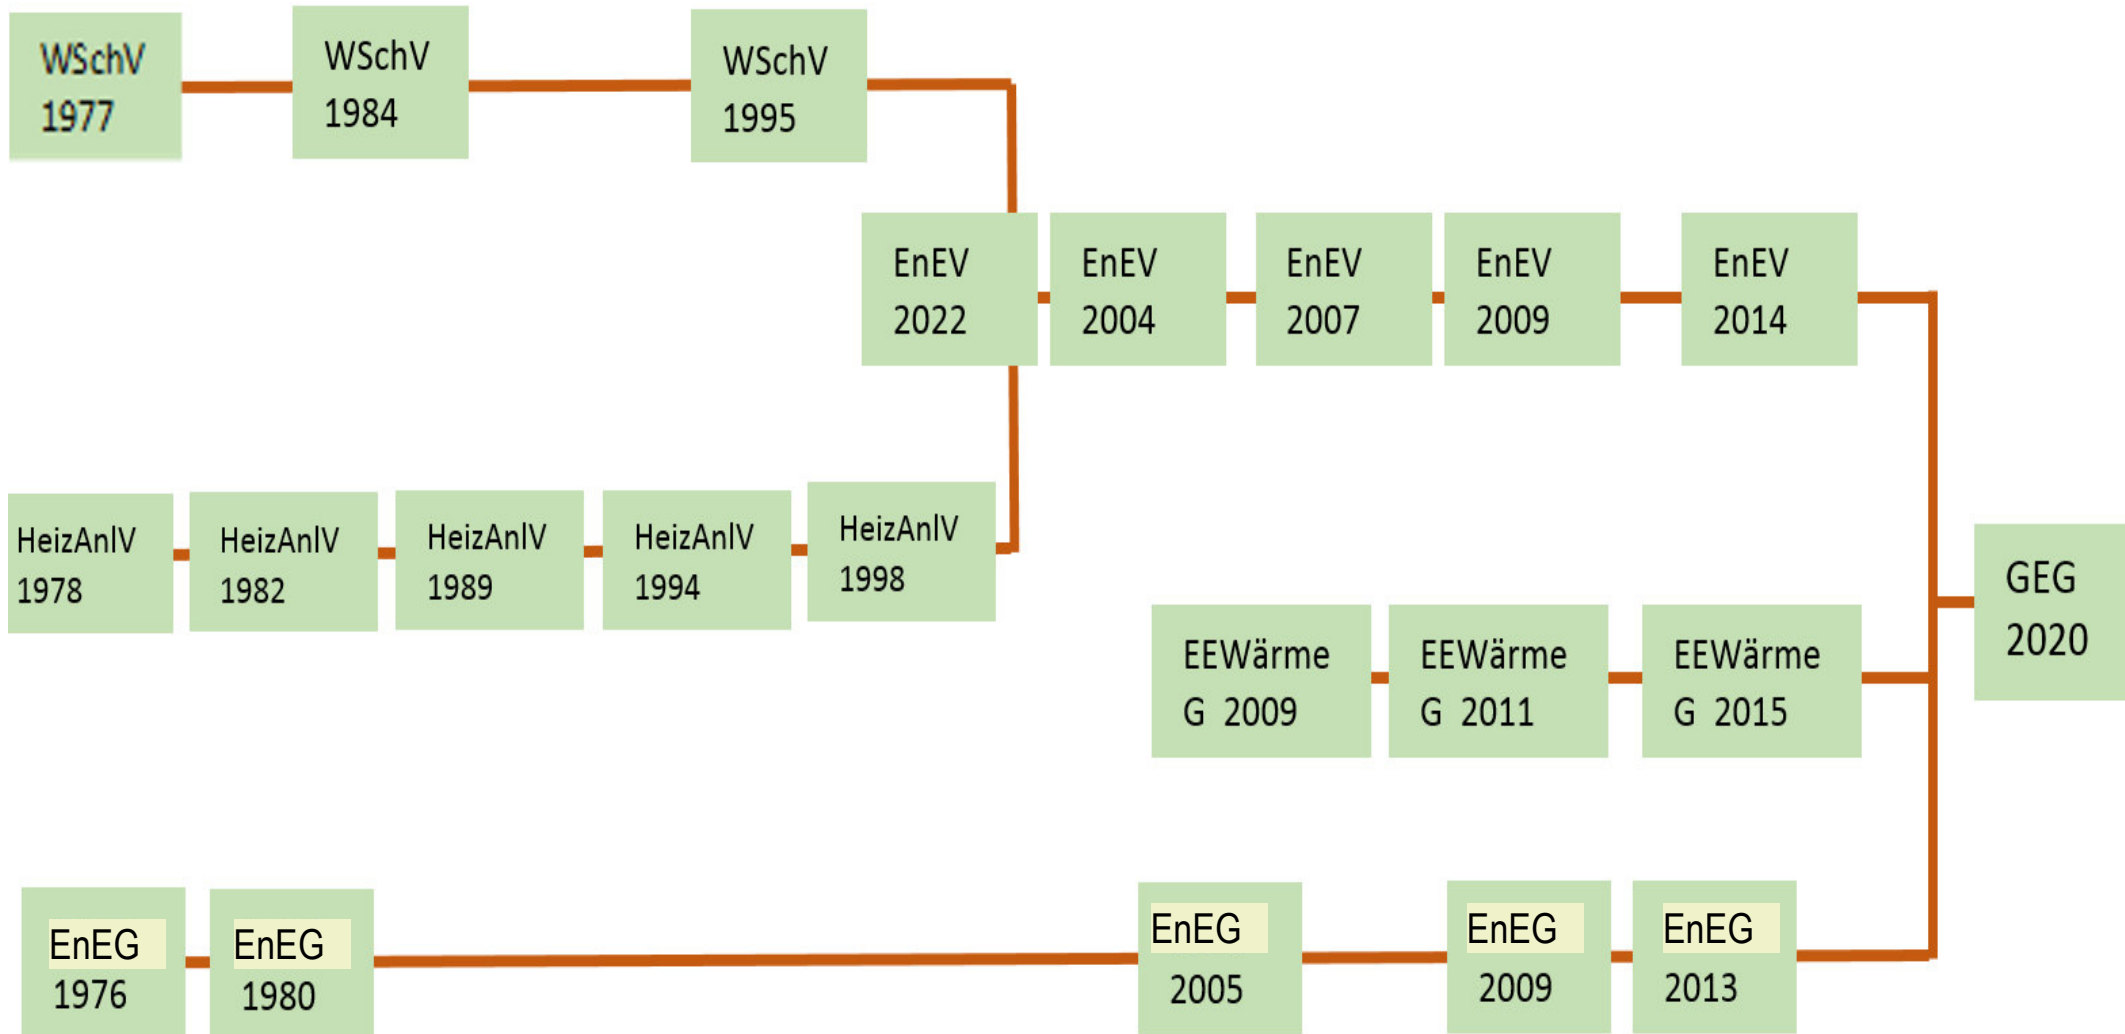 WSchV
1977
WSchV
1984
WSchV
1995
EnEV
2022
EnEV
2004
EnEV
2007
EnEV
2009
EnEV
2014
HeizAnlV
1978
HeizAnlV
1982
HeizAnlV
1989
HeizAnlV
1994
HeizAnlV
1998
GEG
2020
EEWärme
G 2009
EEWärme
G 2011
EEWärme
G 2015
EnEG
1976
EnEG
1980
EnEG
2005
EnEG
2009
EnEG
2013